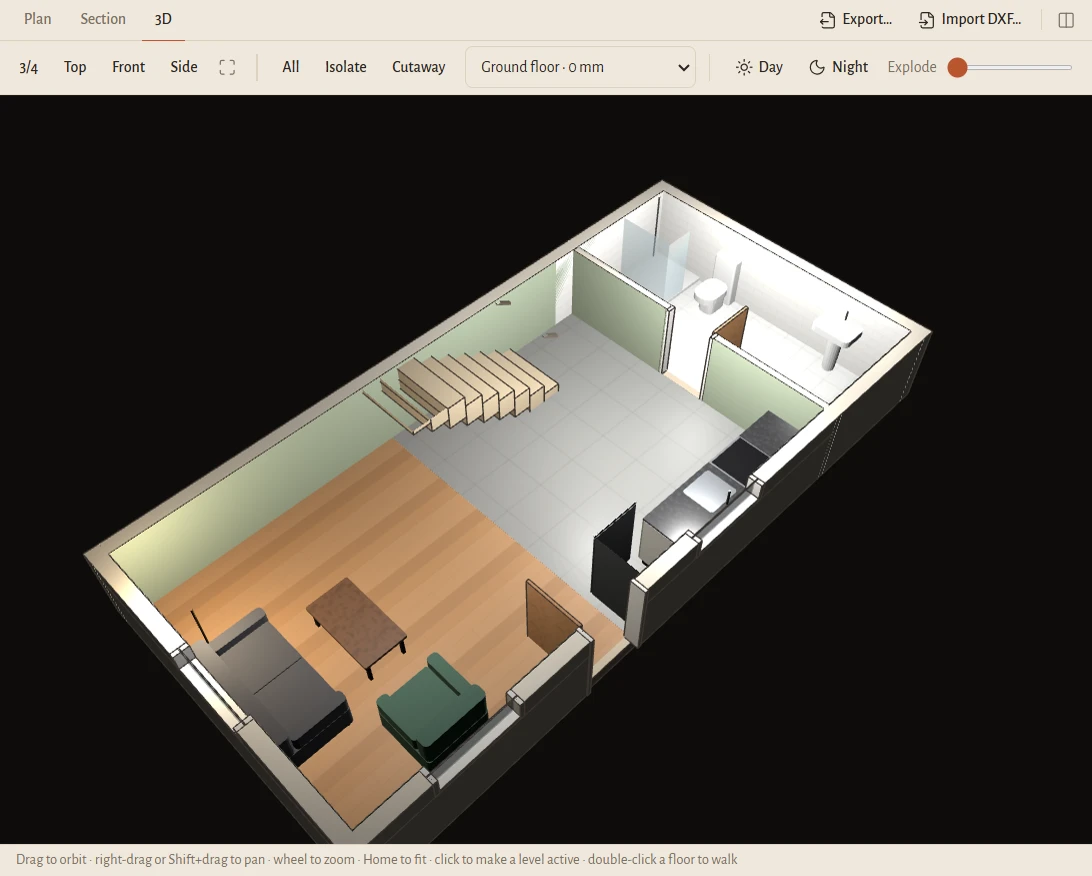 Plan Section 3D Export... Import DXF...
3/4 Top Front Side All Isolate Cutaway Ground floor · 0 mm Day Night Explode
Drag to orbit · right-drag or Shift+drag to pan · wheel to zoom · Home to fit · click to make a level active · double-click a floor to walk